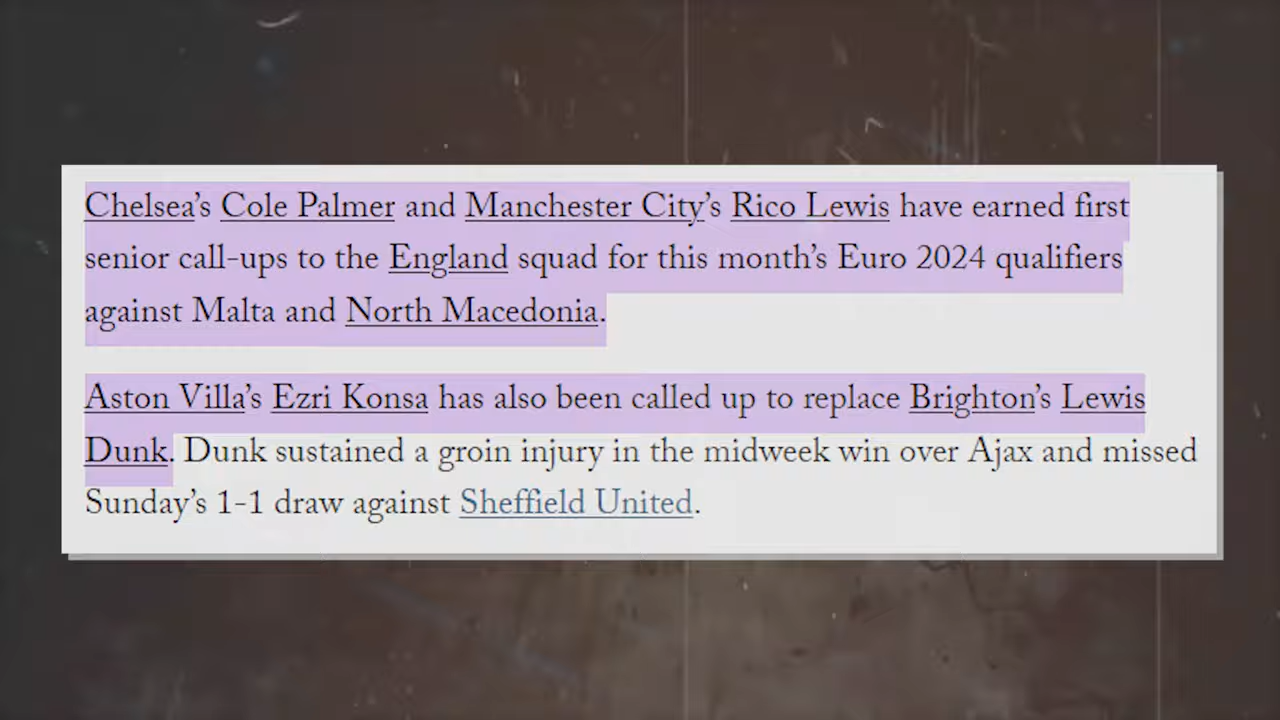 Chelsea’s Cole Palmer and Manchester City’s Rico Lewis have earned first
senior call-ups to the England squad for this month’s Euro 2024 qualifiers
against Malta and North Macedonia.
Aston Villa’s Ezri Konsa has also been called up to replace Brighton’s Lewis
Dunk. Dunk sustained a groin injury in the midweek win over Ajax and missed
Sunday’s 1-1 draw against Sheffield United.